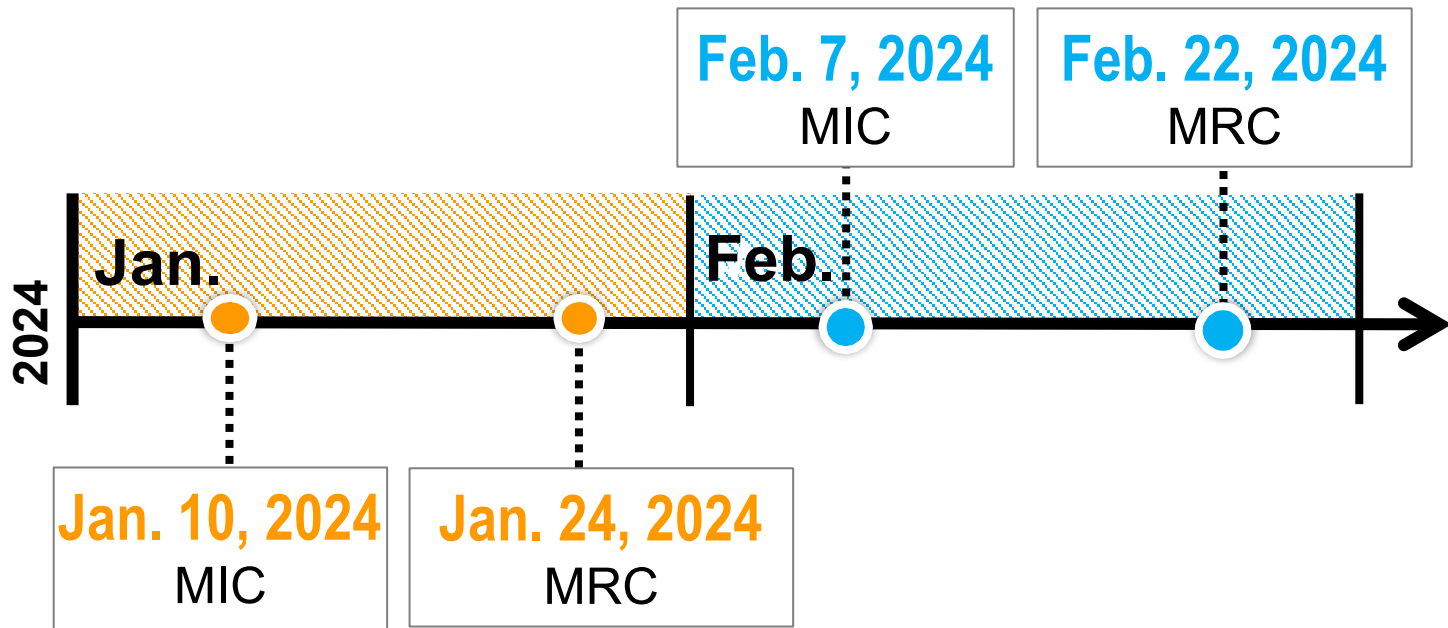 Feb. 7, 2024
MIC
Feb. 22, 2024
MRC
2024
Jan.
Feb.
Jan. 10, 2024
MIC
Jan. 24, 2024
MRC